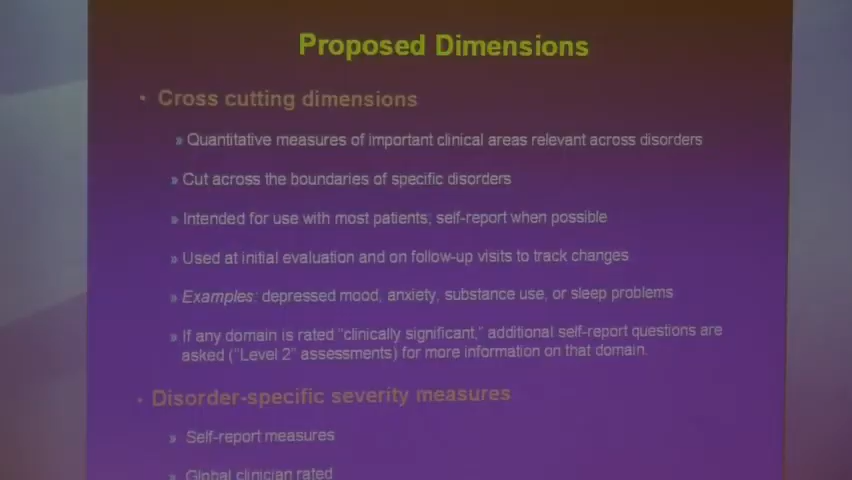 Proposed Dimensions
• Cross cutting dimensions
» Quantitative measures of important clinical areas relevant across disorders
» Cut across the boundaries of specific disorders
» Intended for use with most patients; self-report when possible
» Used at initial evaluation and on follow-up visits to track changes
» Examples: depressed mood, anxiety, substance use, or sleep problems
» If any domain is rated “clinically significant,” additional self-report questions are
asked (“Level 2” assessments) for more information on that domain.
• Disorder-specific severity measures
» Self-report measures
» Global clinician rated